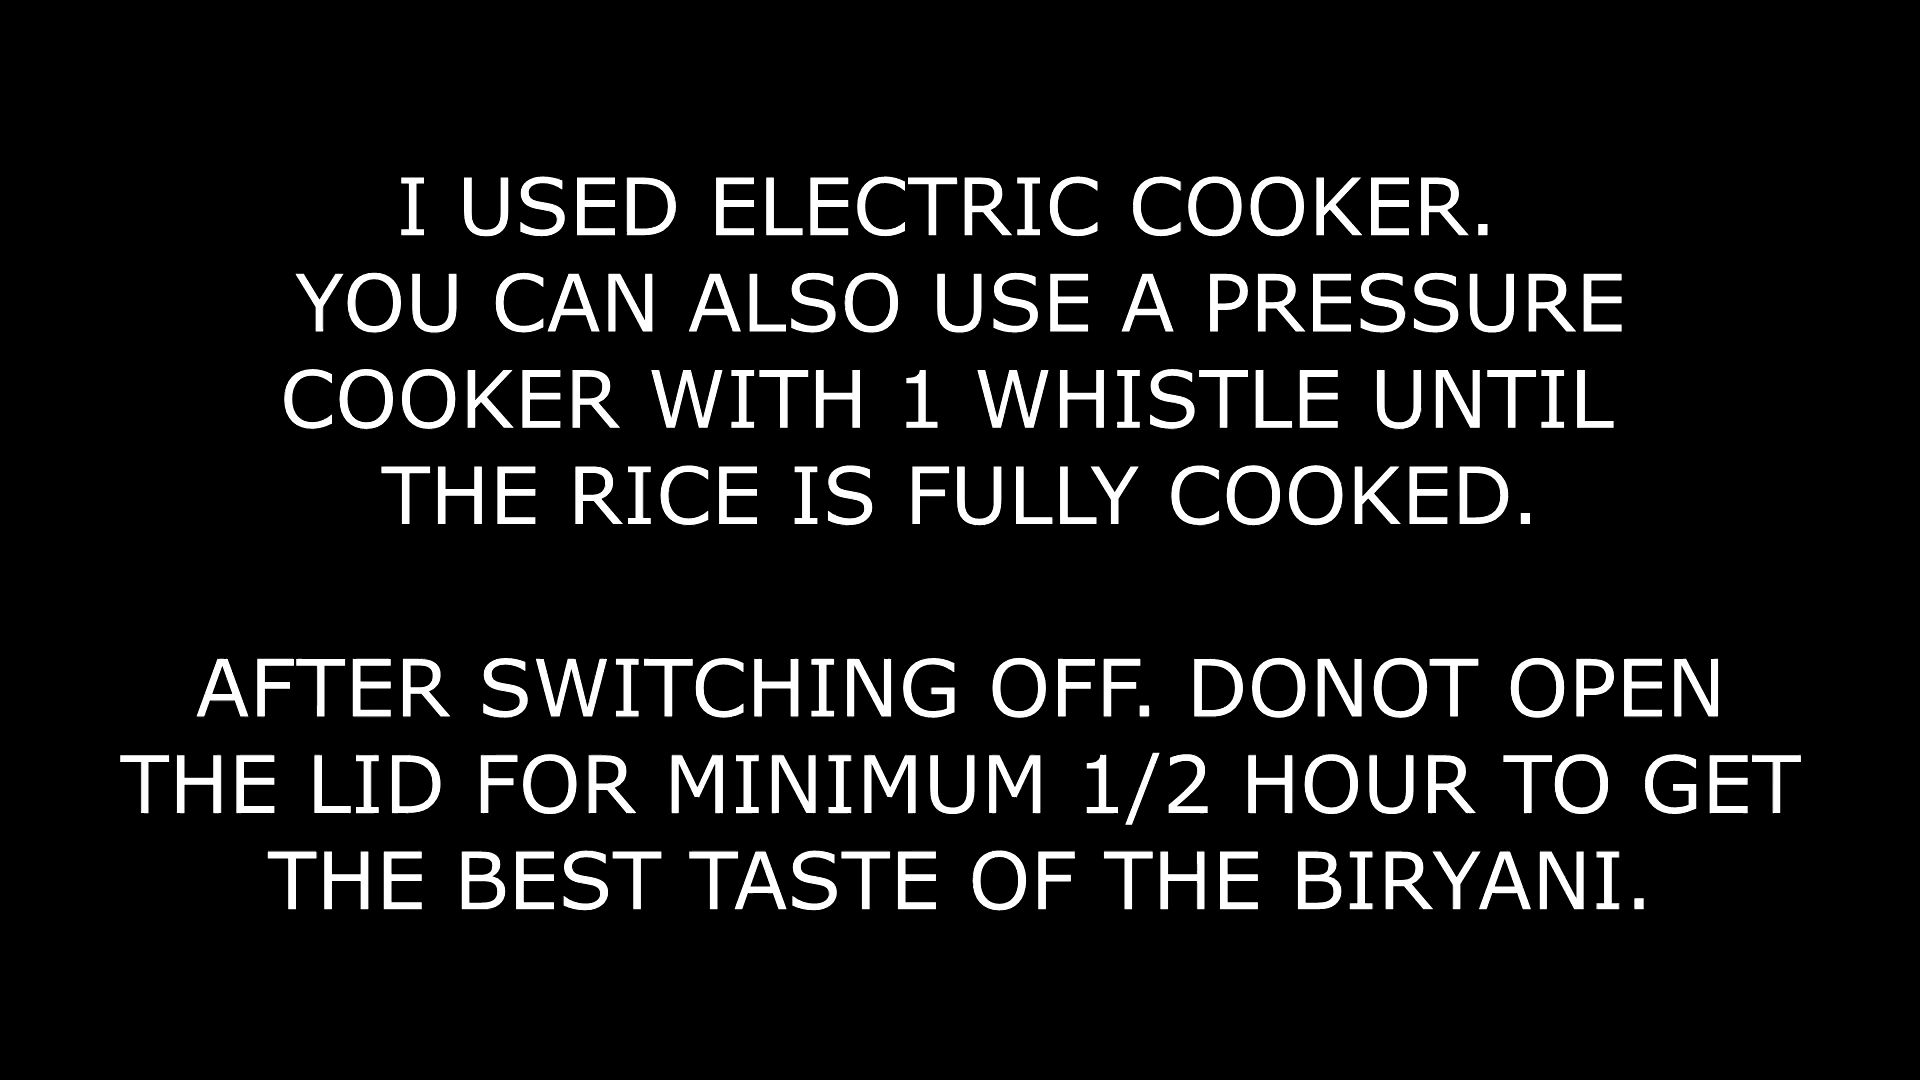 I USED ELECTRIC COOKER.
YOU CAN ALSO USE A PRESSURE
COOKER WITH 1 WHISTLE UNTIL
THE RICE IS FULLY COOKED.
AFTER SWITCHING OFF. DONOT OPEN
THE LID FOR MINIMUM 1/2 HOUR TO GET
THE BEST TASTE OF THE BIRYANI.